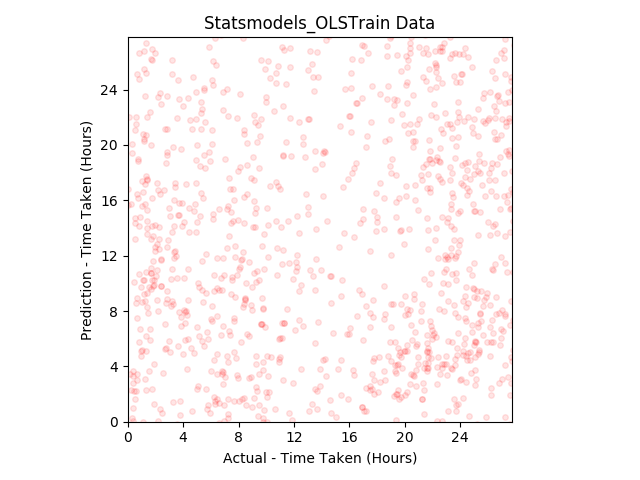 Statsmodels_OLSTrain Data
Prediction - Time Taken (Hours)
24
20
16
12
8
4
0
0 4 8 12 16 20 24
Actual - Time Taken (Hours)